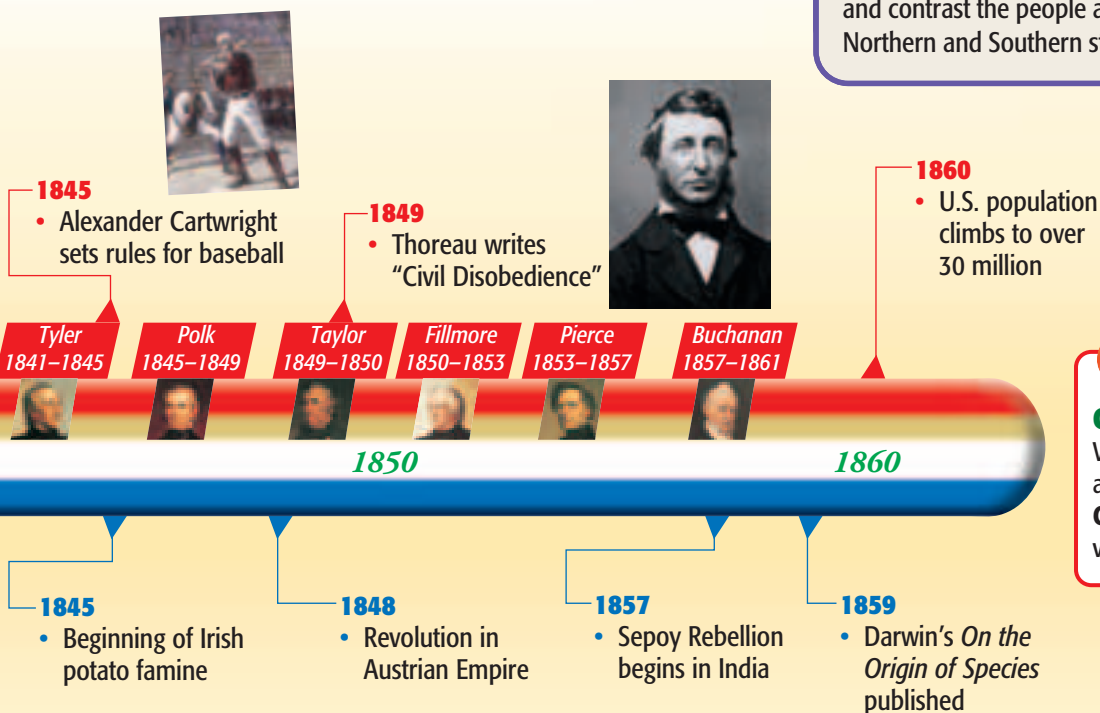 and contrast the people a
Northern and Southern s
1845
• Alexander Cartwright
sets rules for baseball
1849
• Thoreau writes
“Civil Disobedience”
1860
• U.S. population
climbs to over
30 million
Tyler
1841–1845
Polk
1845–1849
Taylor
1849–1850
Fillmore
1850–1853
Pierce
1853–1857
Buchanan
1857–1861
1850
1860
1845
• Beginning of Irish
potato famine
1848
• Revolution in
Austrian Empire
1857
• Sepoy Rebellion
begins in India
1859
• Darwin’s On the
Origin of Species
published